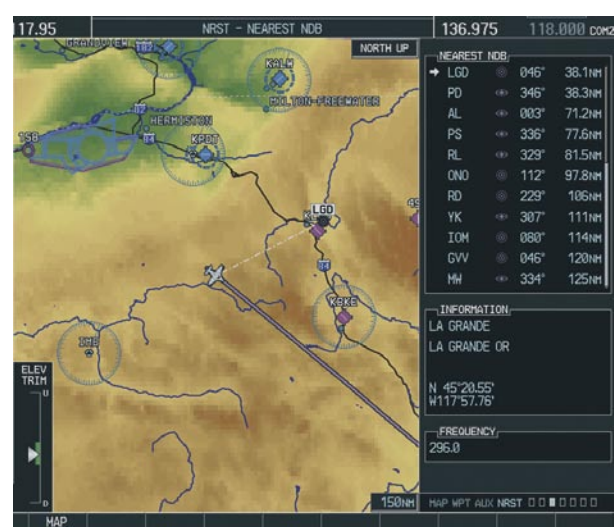 17.95
NRST - NEAREST NDB
136.975
118.000 COM2
NORTH UP
GRANDVIEW
KALW
MILTON-FREEWATER
HERMISTON
KPDT
LGD
KBKE
IMB
84
ELEV
TRIM
U
D
150NM
MAP
NEAREST NDB
LGD 046° 38.1NM
PD 346° 38.3NM
AL 003° 71.2NM
PS 336° 77.6NM
RL 329° 81.5NM
ONO 112° 97.8NM
RD 229° 106NM
YK 307° 111NM
IOM 080° 114NM
GVV 046° 120NM
MW 334° 125NM
INFORMATION
LA GRANDE
LA GRANDE OR
N 45°20.55'
W117°57.76'
FREQUENCY
296.0
MAP WPT AUX NRST